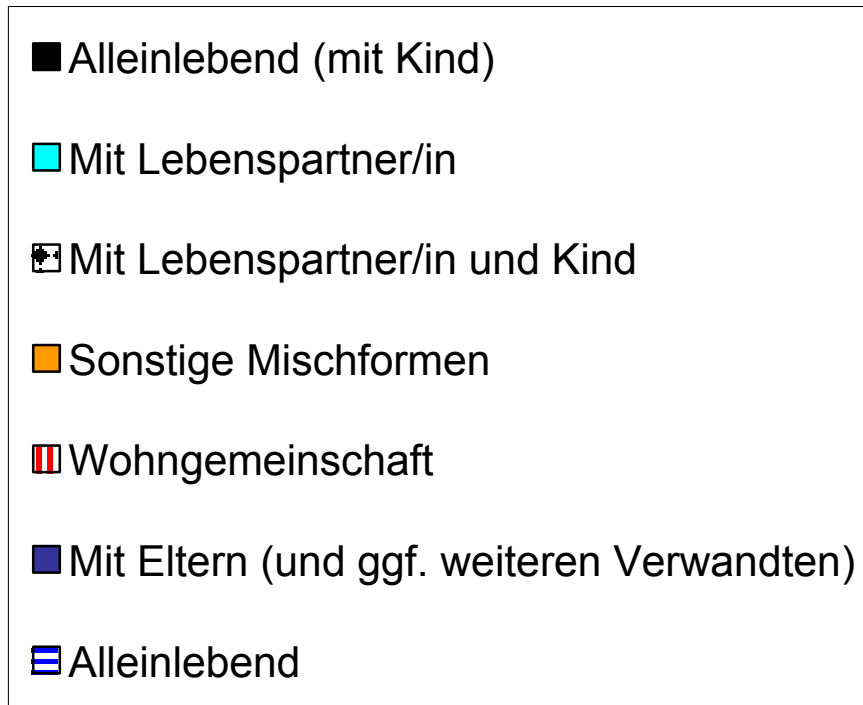 Alleinlebend (mit Kind)
Mit Lebenspartner/in
Mit Lebenspartner/in und Kind
Sonstige Mischformen
Wohngemeinschaft
Mit Eltern (und ggf. weiteren Verwandten)
Alleinlebend